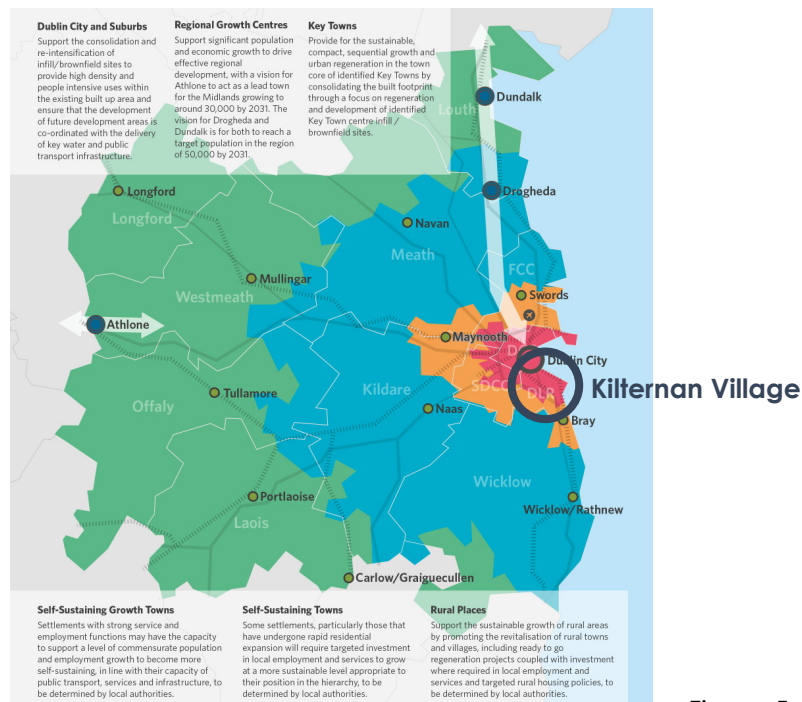 Dublin City and Suburbs
Support the consolidation and
re-intensification of
infill/brownfield sites to
provide high density and
people intensive uses within
the existing built up area and
ensure that the development
of future development areas is
co-ordinated with the delivery
of key water and public
transport infrastructure.
Regional Growth Centres
Support significant population
and economic growth to drive
effective regional
development, with a vision for
Athlone to act as a lead town
for the Midlands growing to
around 30,000 by 2031. The
vision for Drogheda and
Dundalk is for both to reach a
target population in the region
of 50,000 by 2031.
Key Towns
Provide for the sustainable,
compact, sequential growth and
urban regeneration in the town
core of identified Key Towns by
consolidating the built footprint
through a focus on regeneration
and development of identified
Key Town centre infill /
brownfield sites.
Dundalk
Louth
Longford
Drogheda
Longford
Navan
Meath
FCC
Mullingar
Swords
Westmeath
Athlone
Maynooth
Dublin City
Kildare
SDCC
DLR
Kilternan Village
Tullamore
Offaly
Naas
Bray
Wicklow
Portlaoise
Wicklow/Rathnew
Laois
Carlow/Graiguecullen
Self-Sustaining Growth Towns
Settlements with strong service and
employment functions may have the capacity
to support a level of commensurate population
and employment growth to become more
self-sustaining, in line with their capacity of
public transport, services and infrastructure, to
be determined by local authorities.
Self-Sustaining Towns
Some settlements, particularly those that
have undergone rapid residential
expansion will require targeted investment
in local employment and services to grow
at a more sustainable level appropriate to
their position in the hierarchy, to be
determined by local authorities.
Rural Places
Support the sustainable growth of rural areas
by promoting the revitalisation of rural towns
and villages, including ready to go
regeneration projects coupled with investment
where required in local employment and
services and targeted rural housing policies, to
be determined by local authorities.